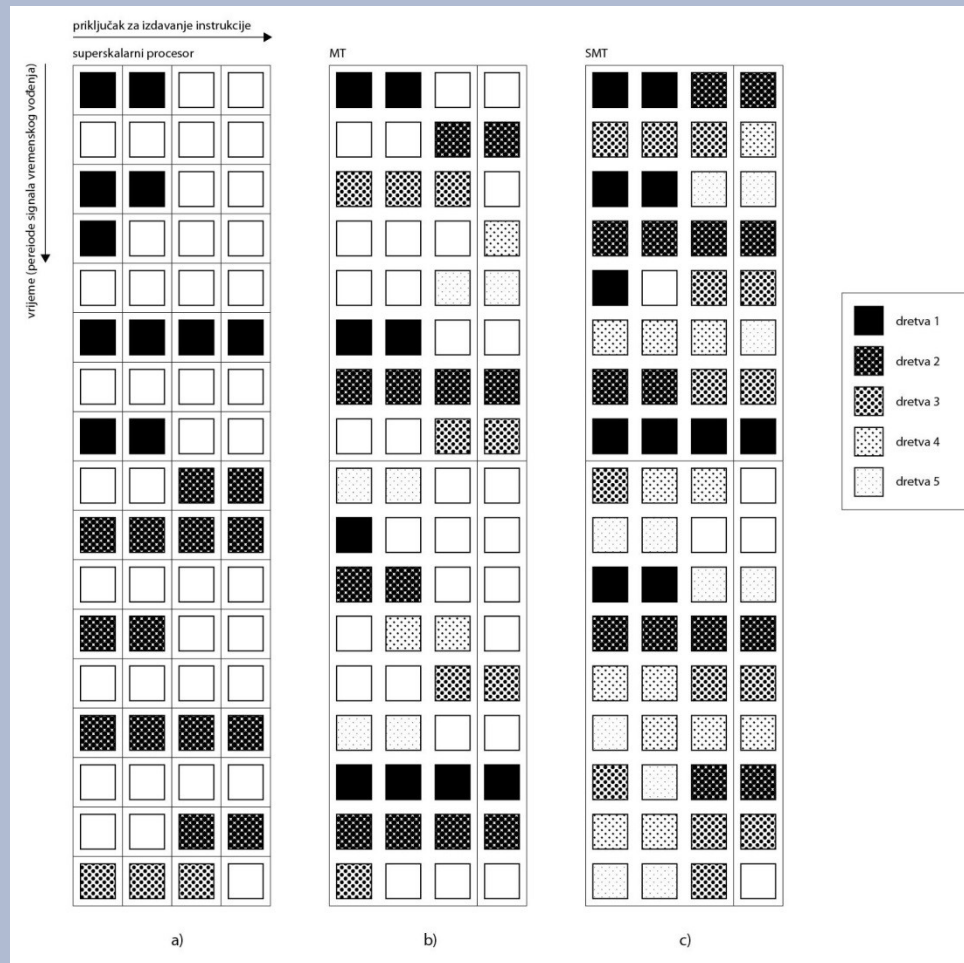 priključak za izdavanje instrukcije
superskalarni procesor
MT
SMT
vrijeme (pereiode signala vremenskog vođenja)
dretva 1
dretva 2
dretva 3
dretva 4
dretva 5
a)
b)
c)